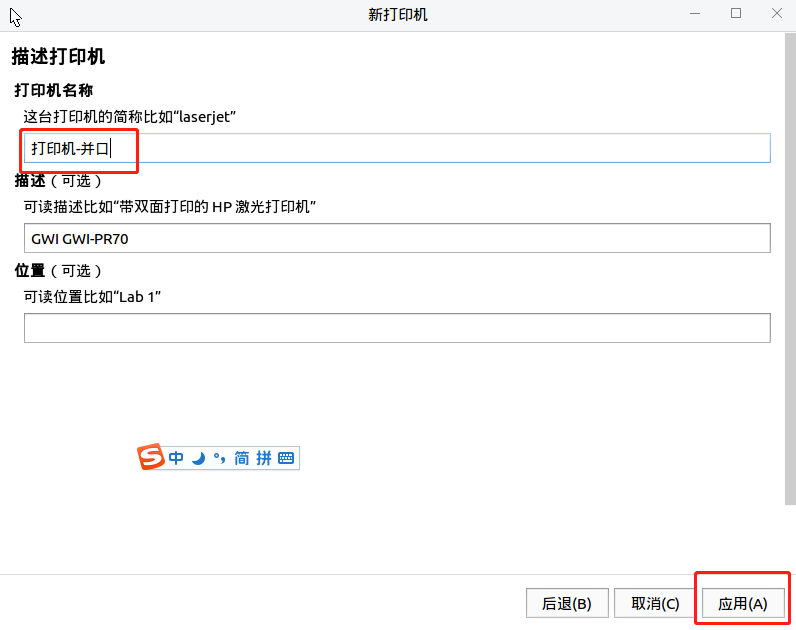 新打印机
描述打印机
打印机名称
这台打印机的简称比如“laserjet”
打印机-并口
描述（可选）
可读描述比如“带双面打印的 HP 激光打印机”
GWI GWI-PR70
位置（可选）
可读位置比如“Lab 1”
S 中 °, 简 拼
后退(B) 取消(C) 应用(A)